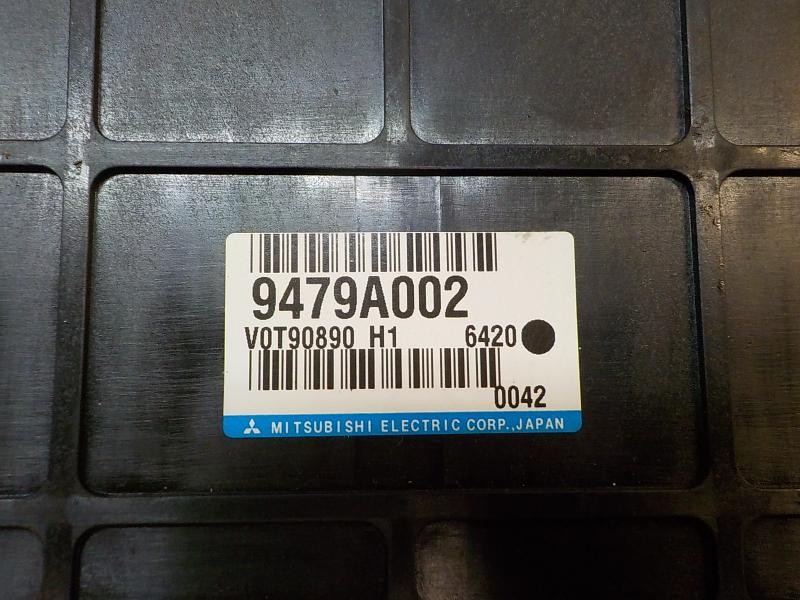 9479A002
V0T90890 H1 6420
0042
MITSUBISHI ELECTRIC CORP.,JAPAN